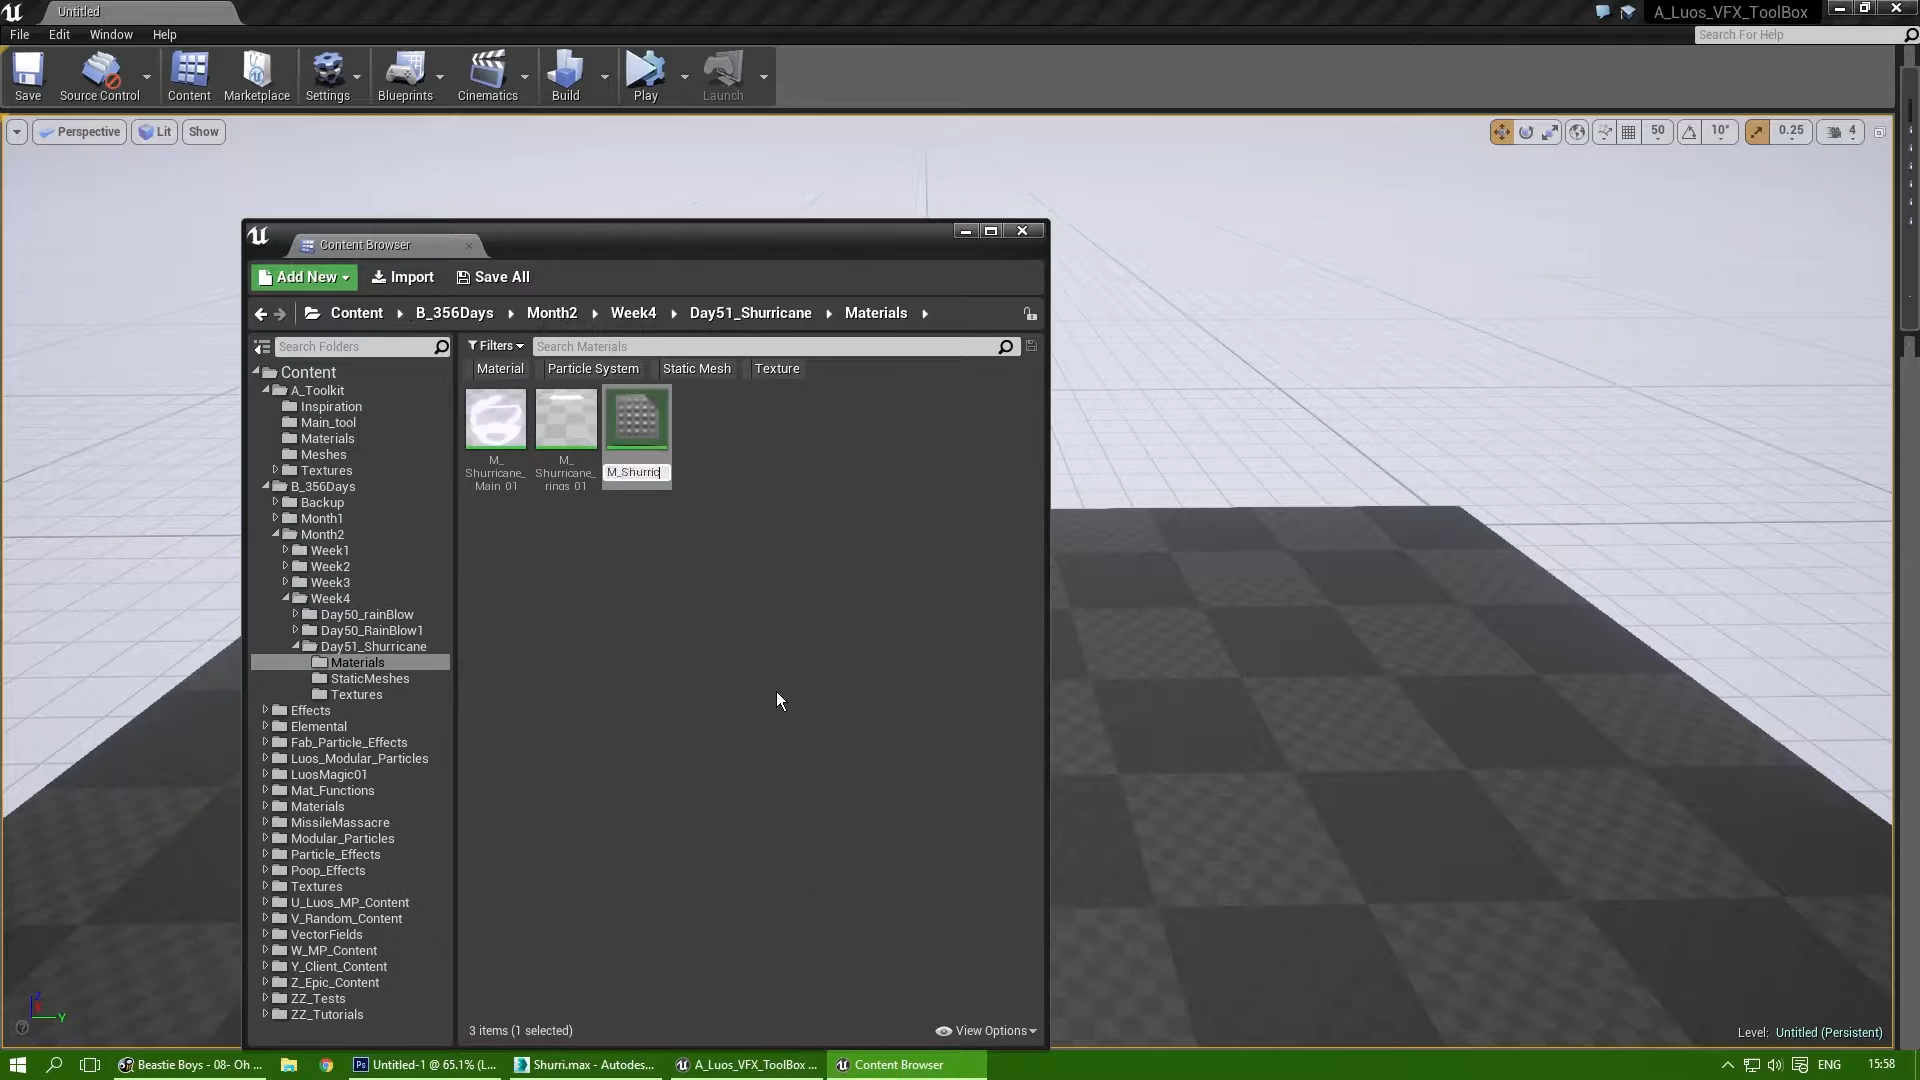 Untitled
A_Luos_VFX_ToolBox
File Edit Window Help
Search For Help
Save Source Control Content Marketplace Settings Blueprints Cinematics Build Play Launch
Perspective Lit Show
50 10° 0.25 4
Content Browser
Add New Import Save All
Content B_356Days Month2 Week4 Day51_Shurricane Materials
Search Folders
Filters Search Materials
Material Particle System Static Mesh Texture
Content
A_Toolkit
Inspiration
Main_tool
Materials
Meshes
Textures
B_356Days
Backup
Month1
Month2
Week1
Week2
Week3
Week4
Day50_rainBlow
Day50_RainBlow1
Day51_Shurricane
Materials
StaticMeshes
Textures
Effects
Elemental
Fab_Particle_Effects
Luos_Modular_Particles
LuosMagic01
Mat_Functions
Materials
MissileMassacre
Modular_Particles
Particle_Effects
Poop_Effects
Textures
U_Luos_MP_Content
V_Random_Content
VectorFields
W_MP_Content
Y_Client_Content
Z_Epic_Content
ZZ_Tests
ZZ_Tutorials
M_
Shurricane_
Main_01
M_
Shurricane_
rings_01
M_Shurric
3 items (1 selected)
View Options
Level: Untitled (Persistent)
Z
Y
Beastie Boys - 08- Oh ... Untitled-1 @ 65.1% (L... Shurri.max - Autodes... A_Luos_VFX_ToolBox ... Content Browser
ENG 15:58